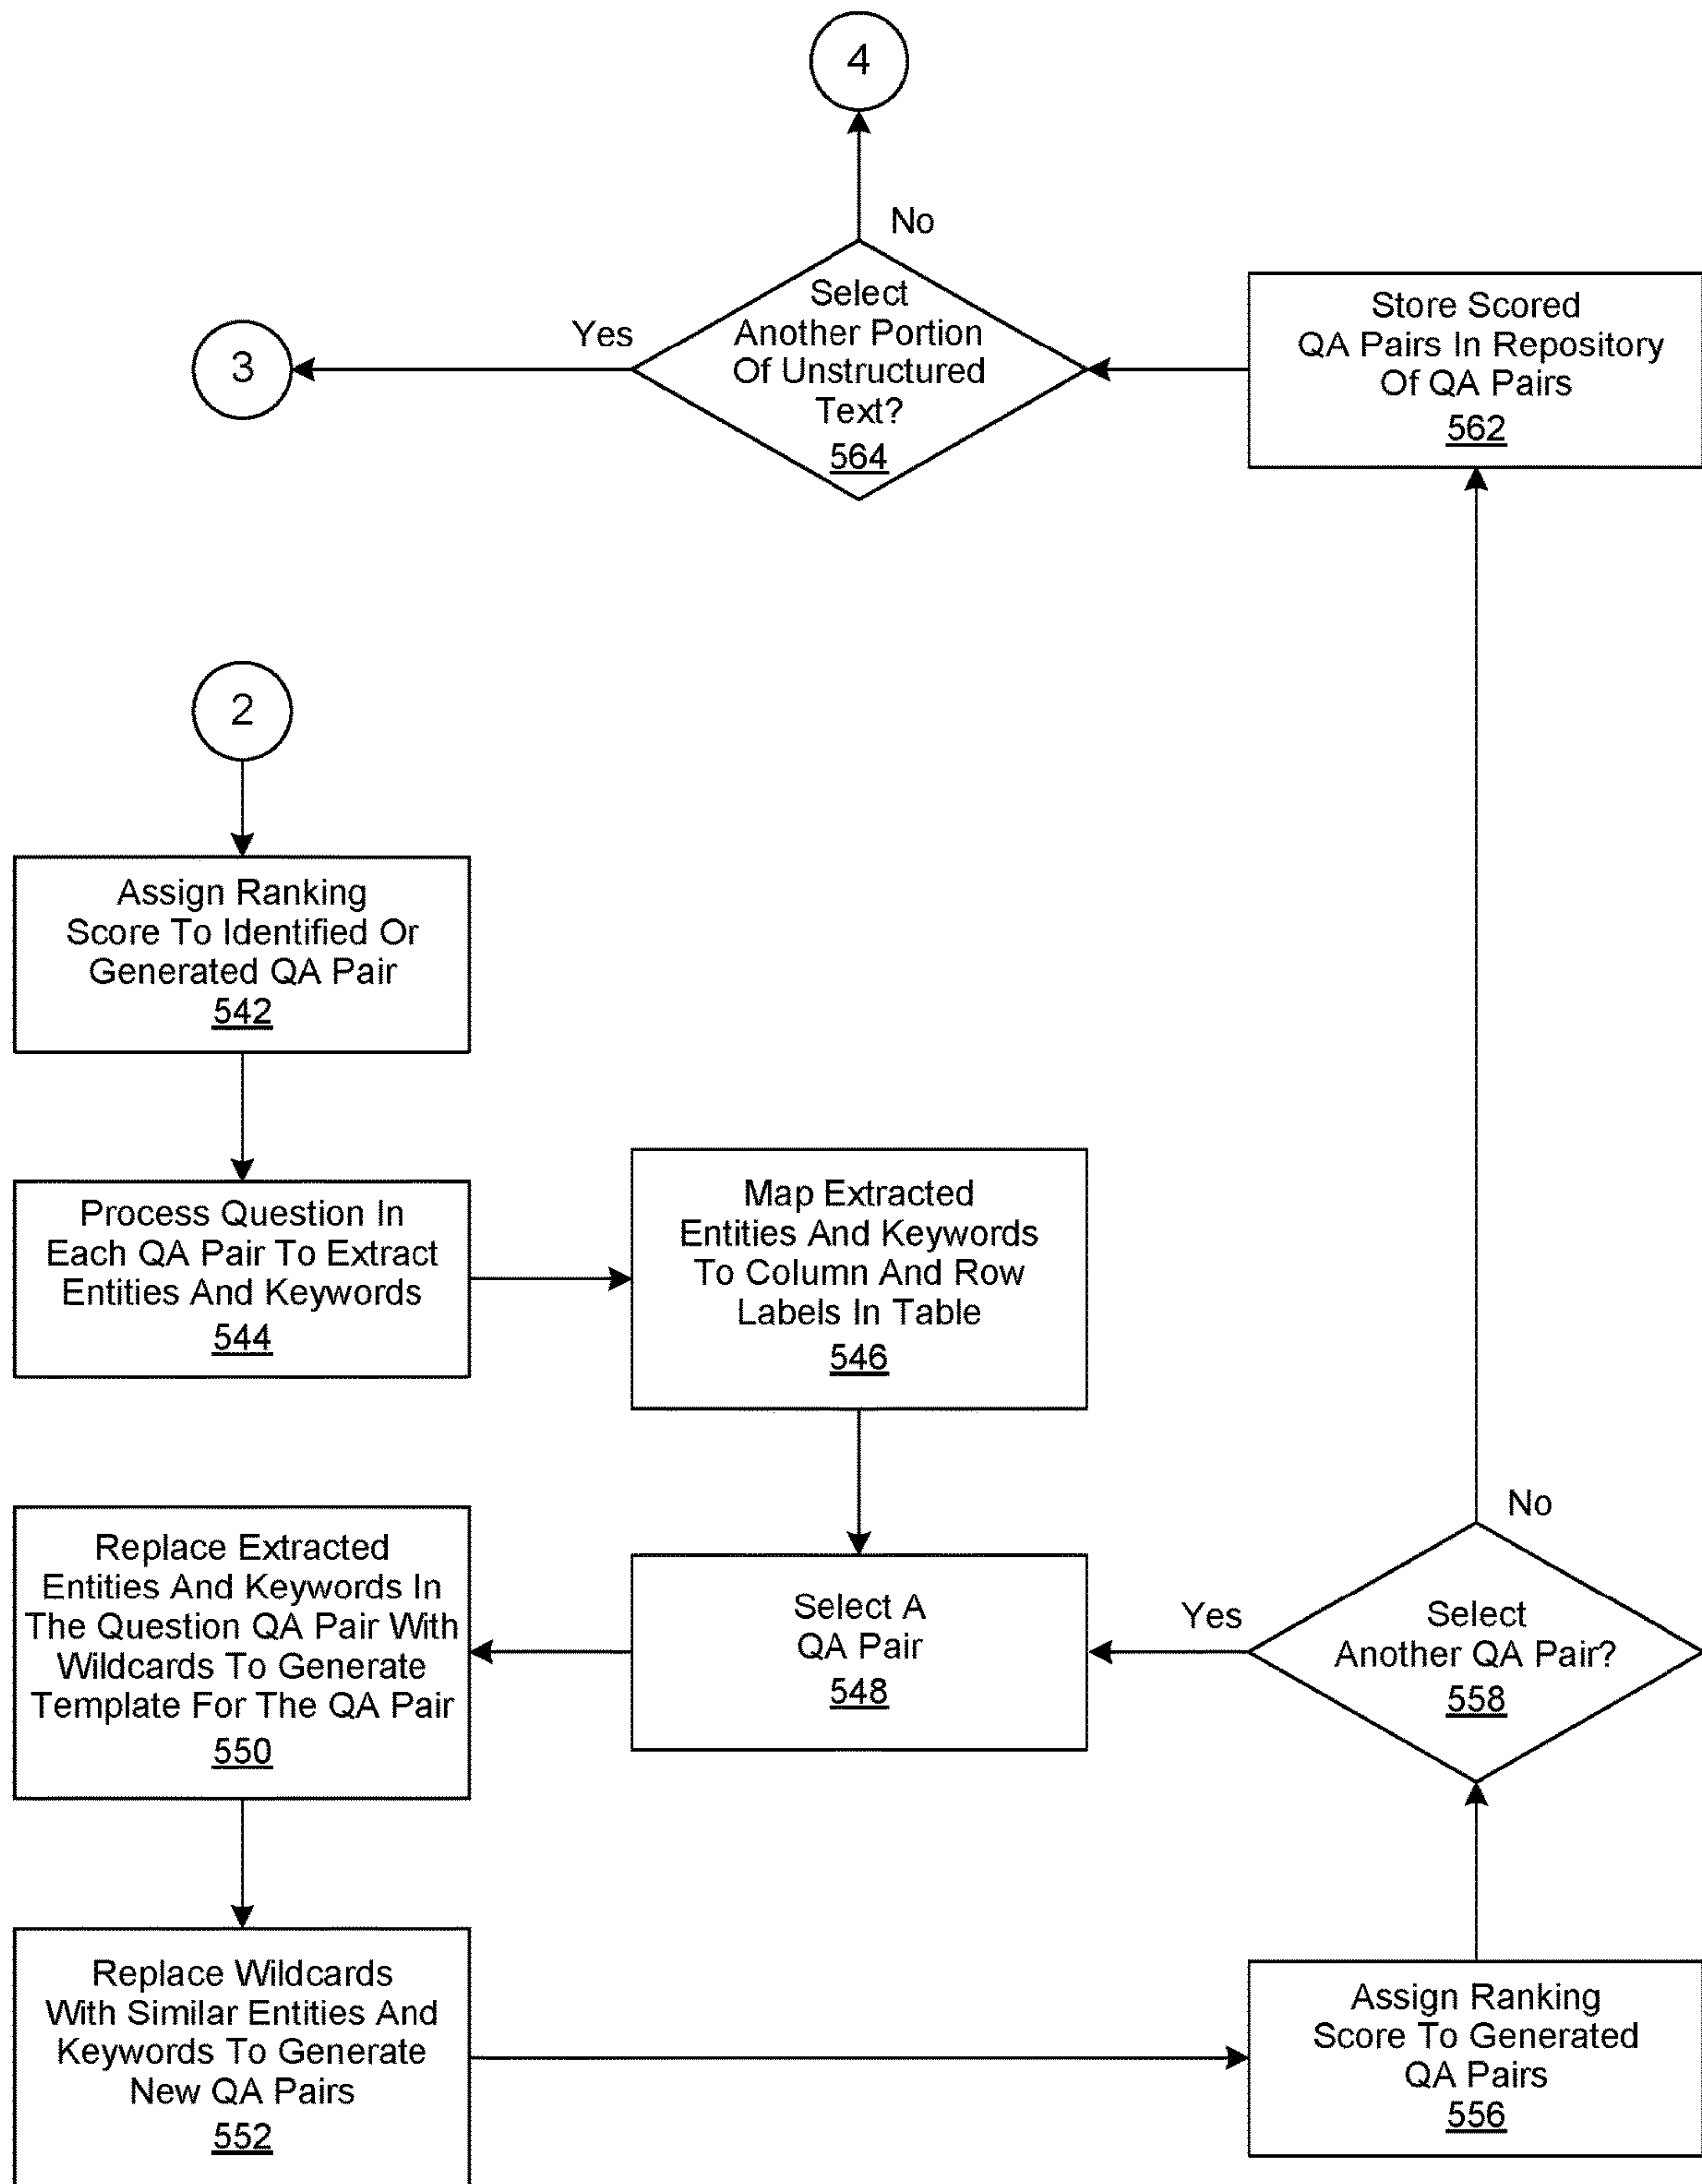 4
No
Select
Another Portion
Of Unstructured
Text?
564
Yes
3
Store Scored
QA Pairs In Repository
Of QA Pairs
562
2
Assign Ranking
Score To Identified Or
Generated QA Pair
542
Process Question In
Each QA Pair To Extract
Entities And Keywords
544
Map Extracted
Entities And Keywords
To Column And Row
Labels In Table
546
Replace Extracted
Entities And Keywords In
The Question QA Pair With
Wildcards To Generate
Template For The QA Pair
550
Select A
QA Pair
548
Yes
No
Select
Another QA Pair?
558
Replace Wildcards
With Similar Entities And
Keywords To Generate
New QA Pairs
552
Assign Ranking
Score To Generated
QA Pairs
556